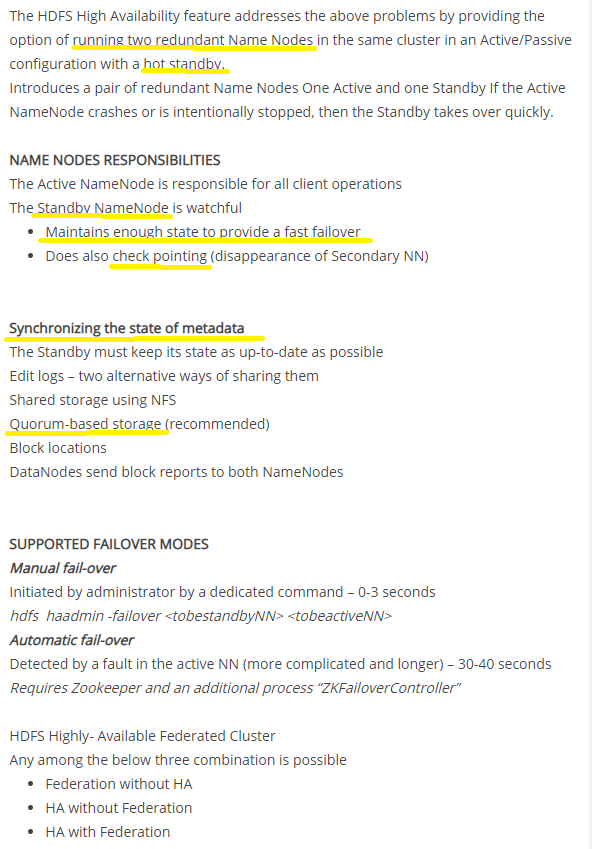 The HDFS High Availability feature addresses the above problems by providing the
option of running two redundant Name Nodes in the same cluster in an Active/Passive
configuration with a hot standby.
Introduces a pair of redundant Name Nodes One Active and one Standby If the Active
NameNode crashes or is intentionally stopped, then the Standby takes over quickly.
NAME NODES RESPONSIBILITIES
The Active NameNode is responsible for all client operations
The Standby NameNode is watchful
• Maintains enough state to provide a fast failover
• Does also check pointing (disappearance of Secondary NN)
Synchronizing the state of metadata
The Standby must keep its state as up-to-date as possible
Edit logs – two alternative ways of sharing them
Shared storage using NFS
Quorum-based storage (recommended)
Block locations
DataNodes send block reports to both NameNodes
SUPPORTED FAILOVER MODES
Manual fail-over
Initiated by administrator by a dedicated command – 0-3 seconds
hdfs haadmin -failover <tobestandbyNN> <tobeactiveNN>
Automatic fail-over
Detected by a fault in the active NN (more complicated and longer) – 30-40 seconds
Requires Zookeeper and an additional process “ZKFailoverController”
HDFS Highly- Available Federated Cluster
Any among the below three combination is possible
• Federation without HA
• HA without Federation
• HA with Federation